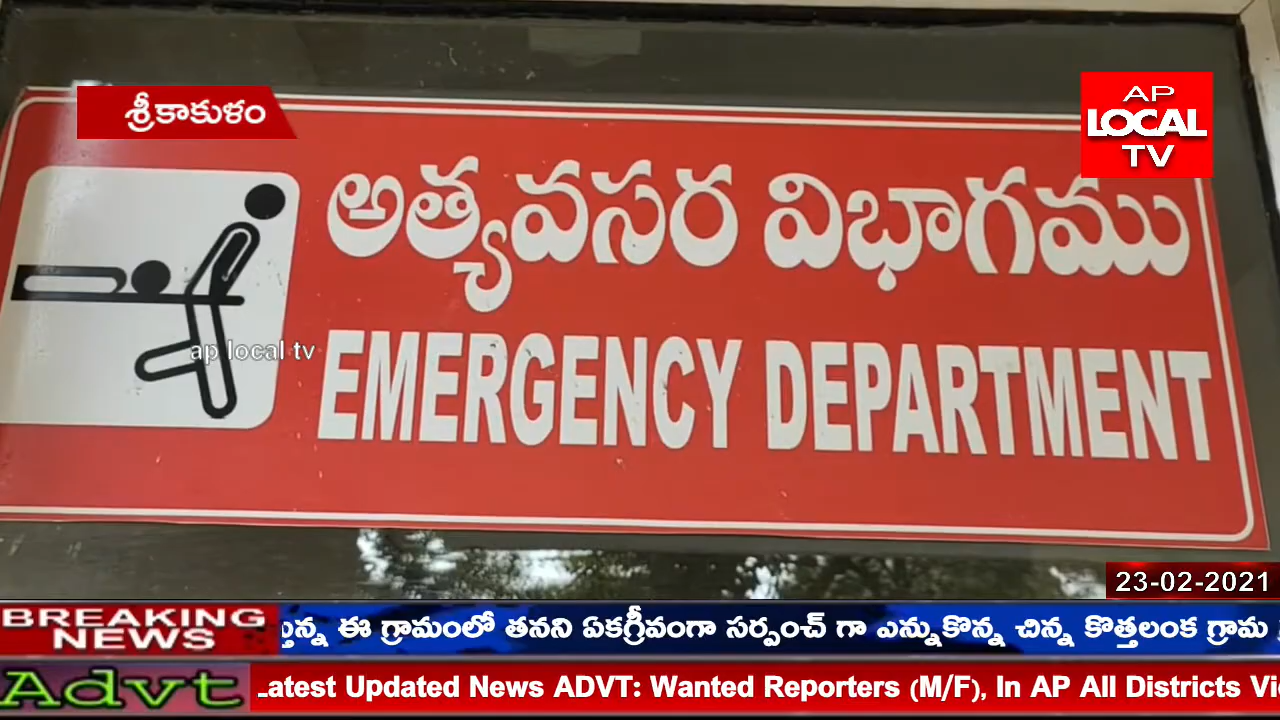 శ్రీకాకుళం
AP
LOCAL
TV
అత్యవసర విభాగము
ap local tv
EMERGENCY DEPARTMENT
23-02-2021
BREAKING
NEWS
ఈ గ్రామంలో తనని ఏకగ్రీవంగా సర్పంచ్ గా ఎన్నుకొన్న చిన్న కొత్తలంక గ్రామ
Advt
Latest Updated News ADVT: Wanted Reporters (M/F), In AP All Districts